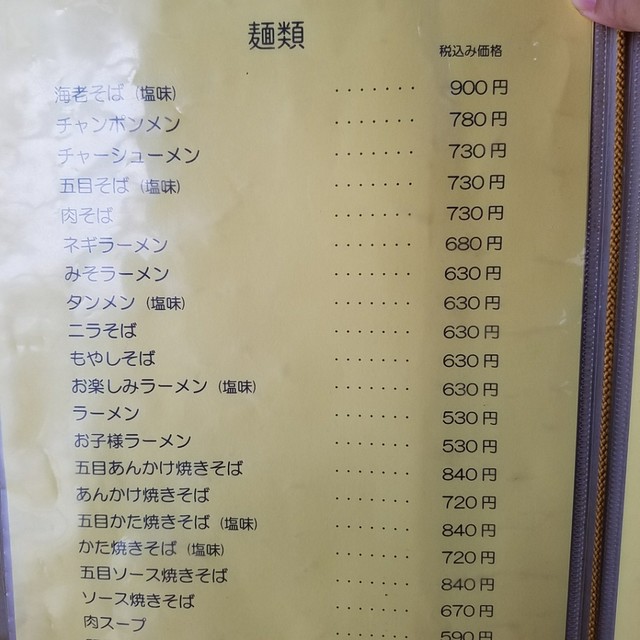 麺類
税込み価格
海老そば（塩味） ・・・・・・・ 900円
チャンポンメン ・・・・・・・ 780円
チャーシューメン ・・・・・・・ 730円
五目そば（塩味） ・・・・・・・ 730円
肉そば ・・・・・・・ 730円
ネギラーメン ・・・・・・・ 680円
みそラーメン ・・・・・・・ 630円
タンメン（塩味） ・・・・・・・ 630円
ニラそば ・・・・・・・ 630円
もやしそば ・・・・・・・ 630円
お楽しみラーメン（塩味） ・・・・・・・ 630円
ラーメン ・・・・・・・ 530円
お子様ラーメン ・・・・・・・ 530円
五目あんかけ焼きそば ・・・・・・・ 840円
あんかけ焼きそば ・・・・・・・ 720円
五目かた焼きそば（塩味） ・・・・・・・ 840円
かた焼きそば（塩味） ・・・・・・・ 720円
五目ソース焼きそば ・・・・・・・ 840円
ソース焼きそば ・・・・・・・ 670円
肉スープ ・・・・・・・ 590円